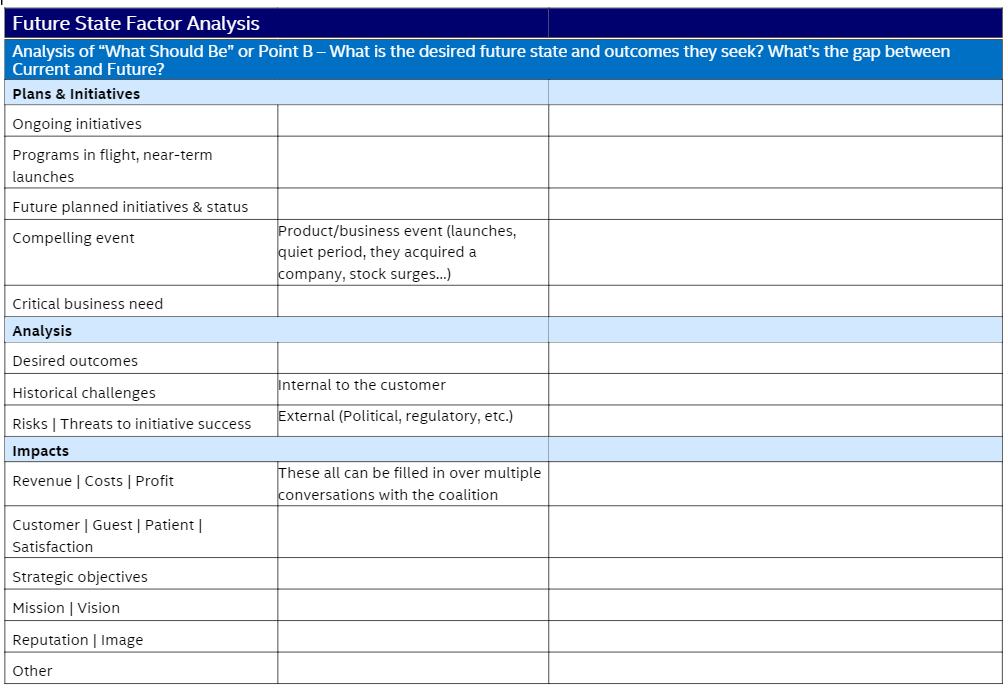 Future State Factor Analysis
Analysis of “What Should Be” or Point B – What is the desired future state and outcomes they seek? What’s the gap between
Current and Future?
Plans & Initiatives
Ongoing initiatives
Programs in flight, near-term
launches
Future planned initiatives & status
Compelling event
Product/business event (launches,
quiet period, they acquired a
company, stock surges…)
Critical business need
Analysis
Desired outcomes
Historical challenges
Internal to the customer
Risks | Threats to initiative success
External (Political, regulatory, etc.)
Impacts
Revenue | Costs | Profit
These all can be filled in over multiple
conversations with the coalition
Customer | Guest | Patient |
Satisfaction
Strategic objectives
Mission | Vision
Reputation | Image
Other